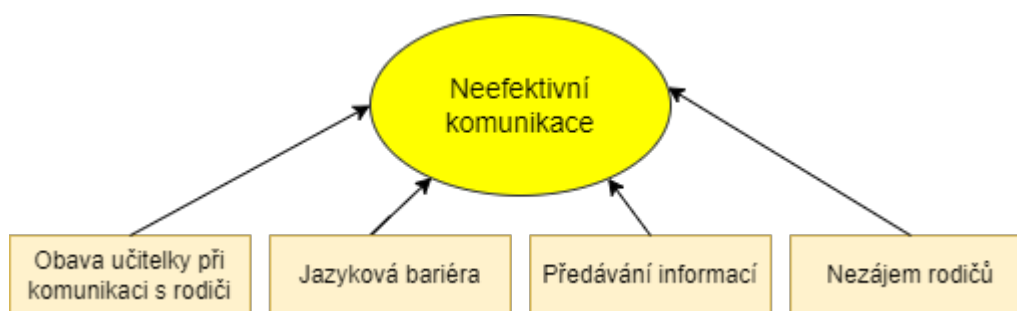 Neefektivní
komunikace
Obava učitelky při
komunikaci s rodiči
Jazyková bariéra
Předávání informací
Nezájem rodičů